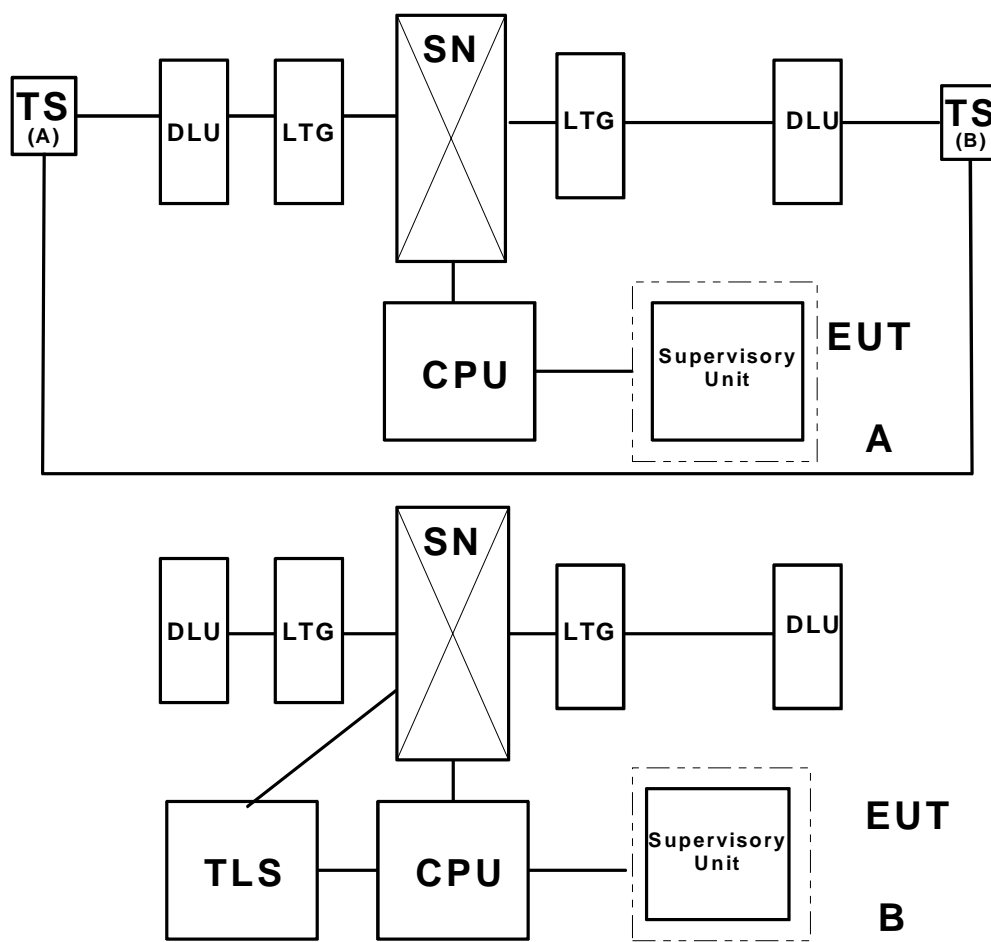 SN
TS
(A)
DLU
LTG
LTG
DLU
TS
(B)
CPU
Supervisory
Unit
EUT
A
SN
DLU
LTG
LTG
DLU
TLS
CPU
Supervisory
Unit
EUT
B